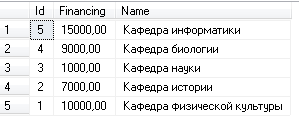 Id Financing Name
1 5 15000,00 Кафедра информатики
2 4 9000,00 Кафедра биологии
3 3 1000,00 Кафедра науки
4 2 7000,00 Кафедра истории
5 1 10000,00 Кафедра физической культуры